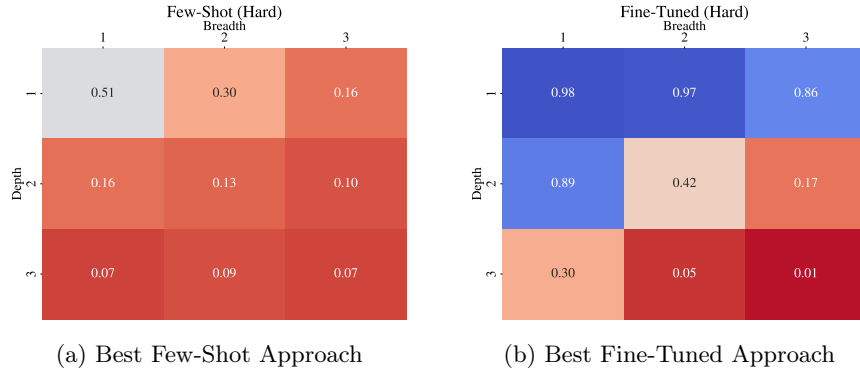 Few-Shot (Hard)
Breadth
1 2 3
Depth
1 0.51 0.30 0.16
2 0.16 0.13 0.10
3 0.07 0.09 0.07
(a) Best Few-Shot Approach
Fine-Tuned (Hard)
Breadth
1 2 3
Depth
1 0.98 0.97 0.86
2 0.89 0.42 0.17
3 0.30 0.05 0.01
(b) Best Fine-Tuned Approach